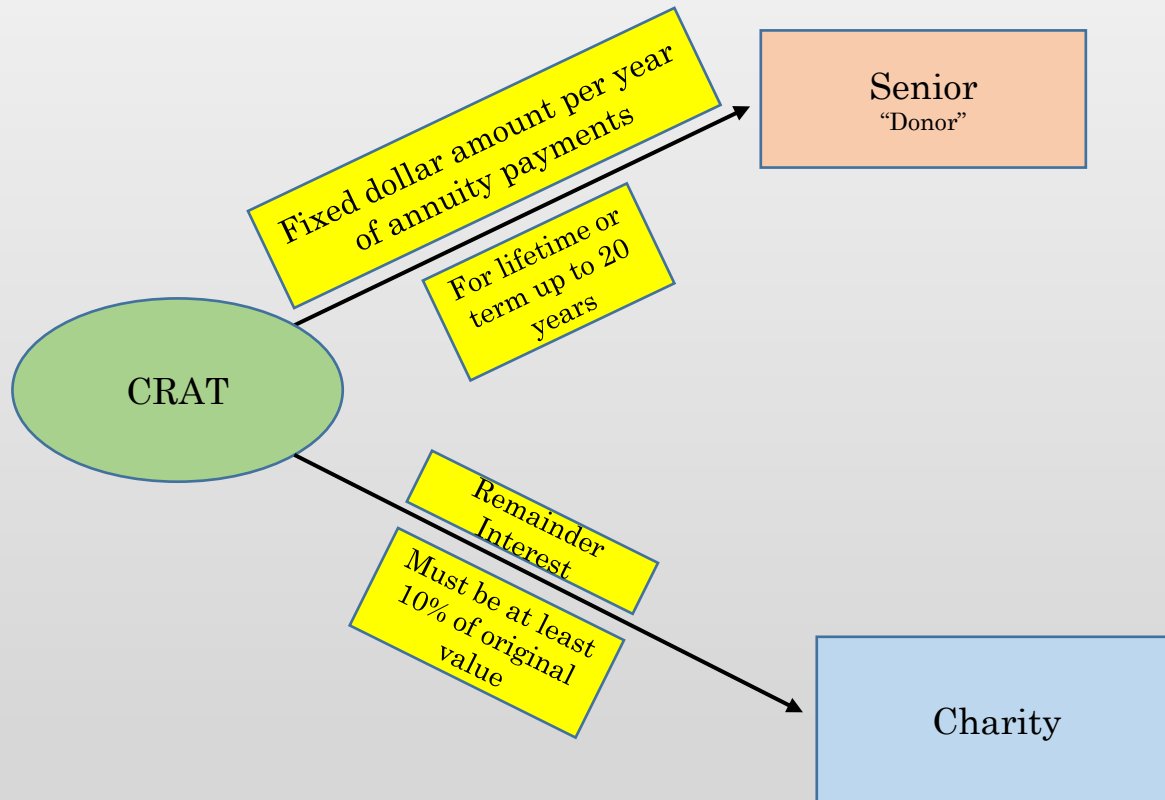 Fixed dollar amount per year
of annuity payments
Senior
“Donor”
For lifetime or
term up to 20
years
CRAT
Remainder
Interest
Must be at least
10% of original
value
Charity